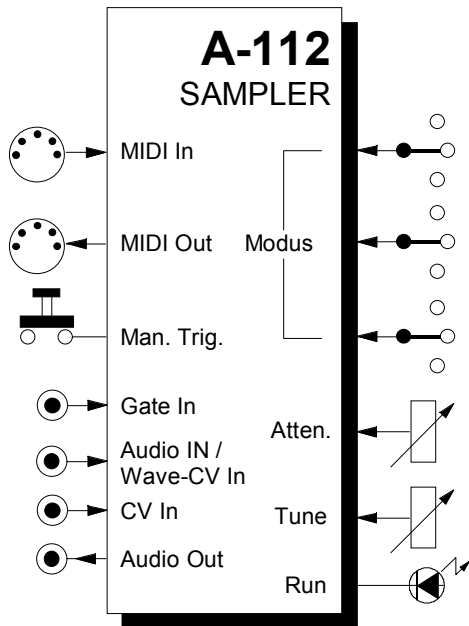 A-112
SAMPLER
MIDI In
MIDI Out
Modus
Man. Trig.
Gate In
Atten.
Audio IN /
Wave-CV In
CV In
Tune
Audio Out
Run